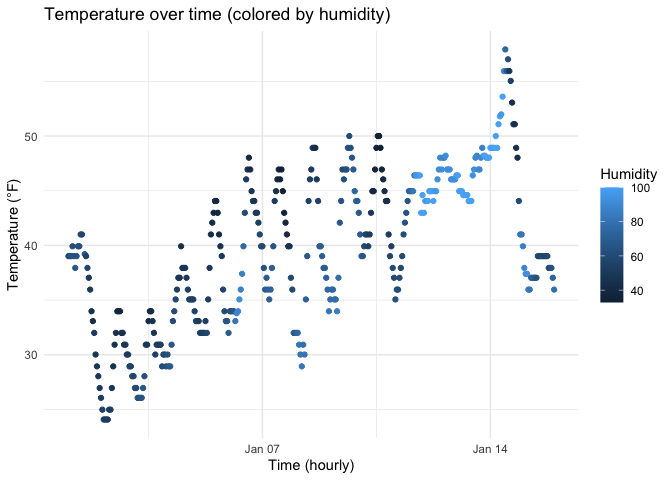 Temperature over time (colored by humidity)
Temperature (°F)
50
40
30
Jan 07
Jan 14
Time (hourly)
Humidity
100
80
60
40